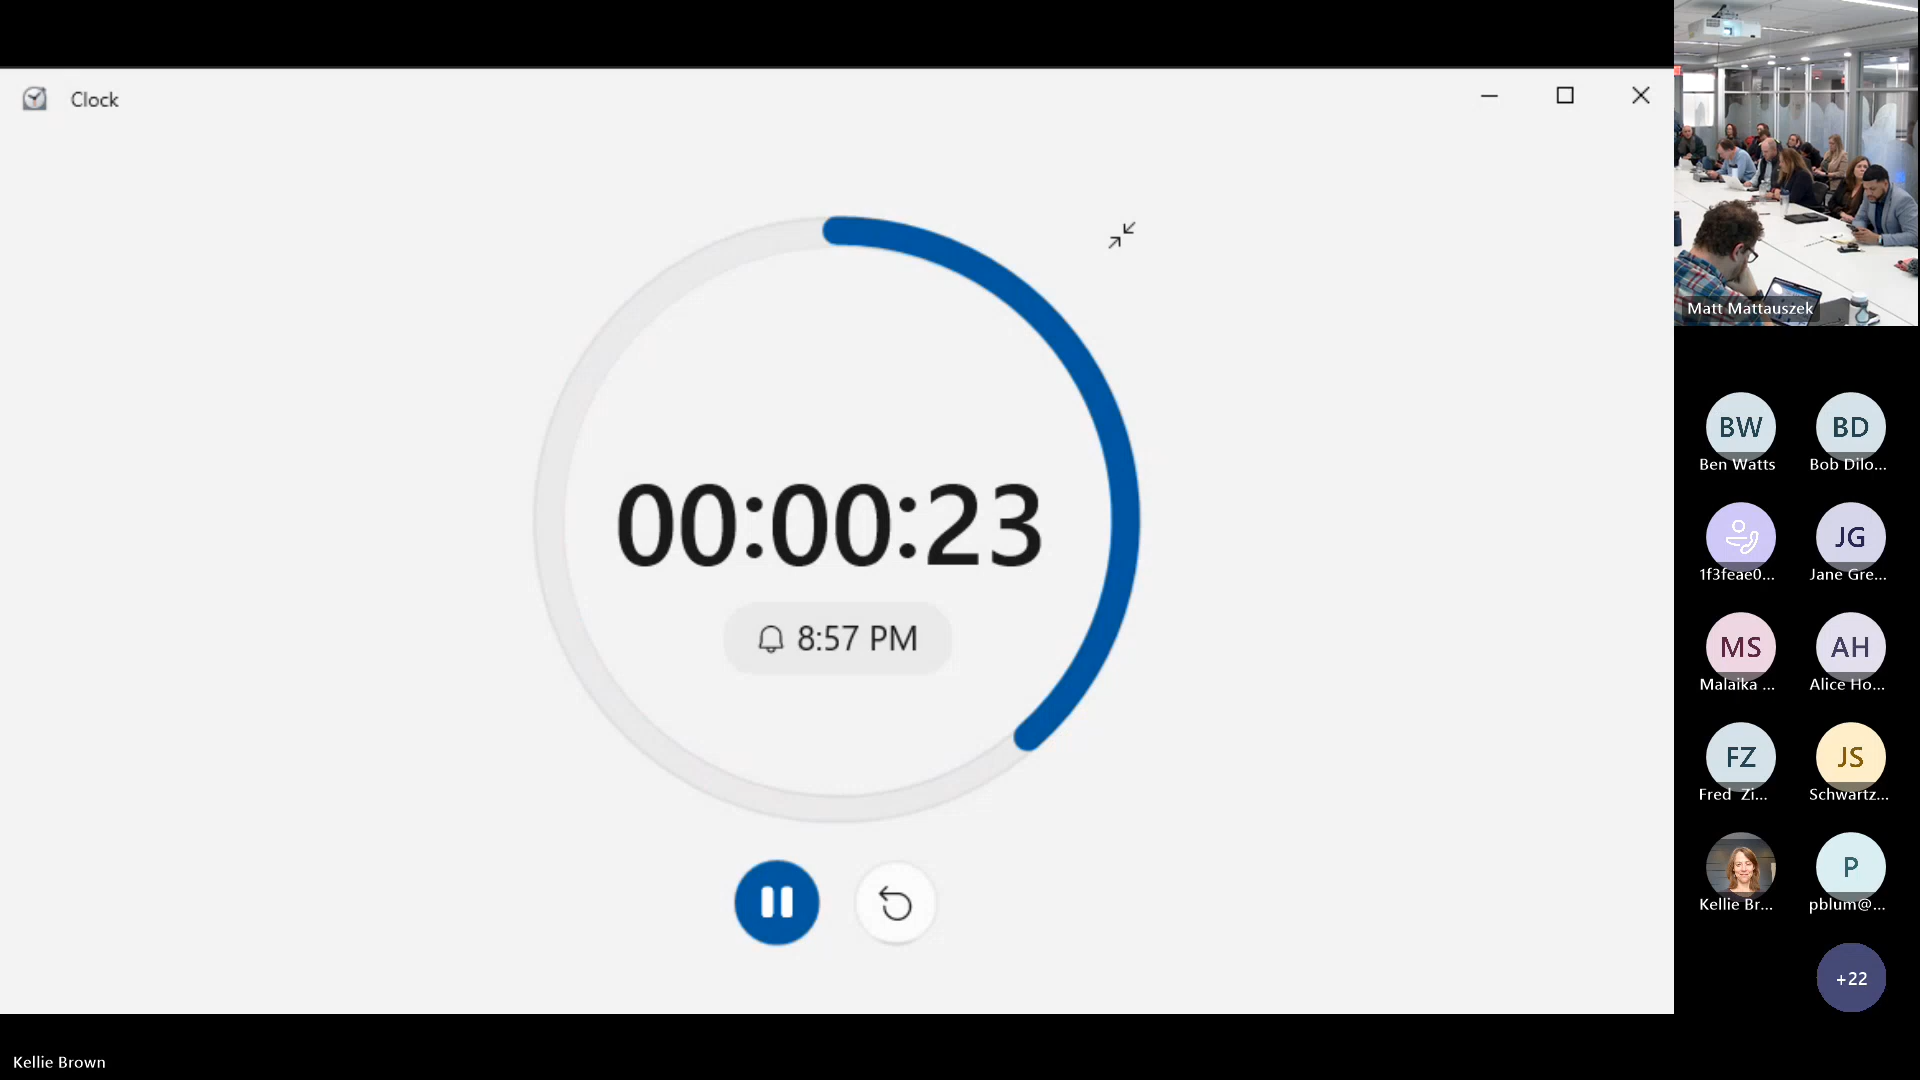 Clock
00:00:23
8:57 PM
Matt Mattauszek
BW
Ben Watts
BD
Bob Dilo...
1f3feae0...
JG
Jane Gre...
MS
Malaika ...
AH
Alice Ho...
FZ
Fred Zi...
JS
Schwartz...
Kellie Br...
P
pblum@...
+22
Kellie Brown